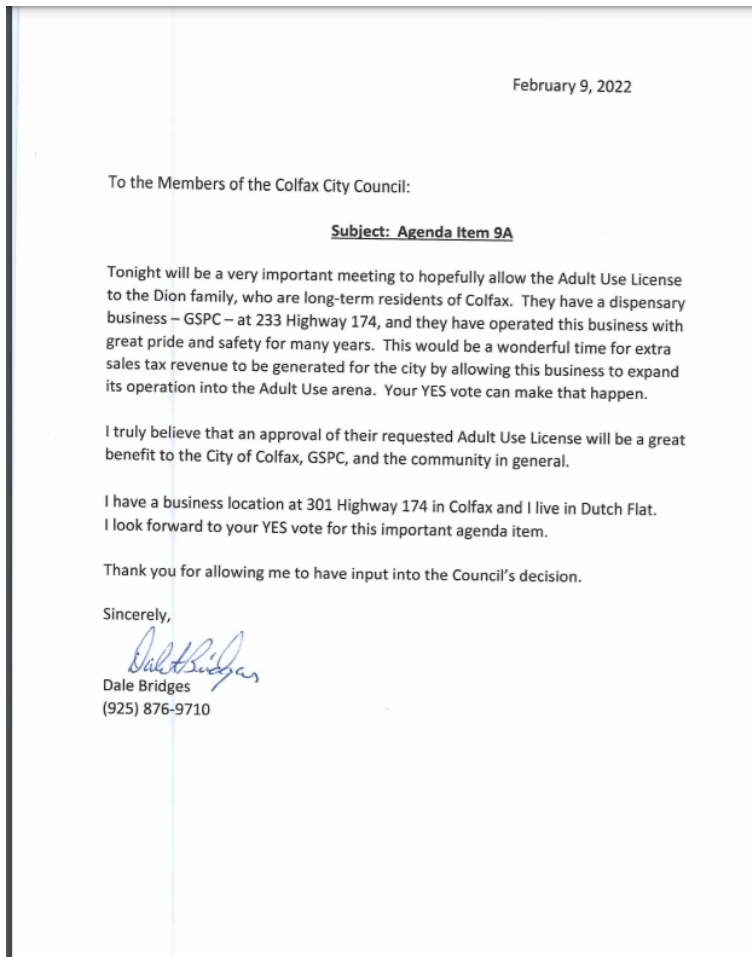 February 9, 2022
To the Members of the Colfax City Council:
Subject: Agenda Item 9A
Tonight will be a very important meeting to hopefully allow the Adult Use License
to the Dion family, who are long-term residents of Colfax. They have a dispensary
business – GSPC – at 233 Highway 174, and they have operated this business with
great pride and safety for many years. This would be a wonderful time for extra
sales tax revenue to be generated for the city by allowing this business to expand
its operation into the Adult Use arena. Your YES vote can make that happen.
I truly believe that an approval of their requested Adult Use License will be a great
benefit to the City of Colfax, GSPC, and the community in general.
I have a business location at 301 Highway 174 in Colfax and I live in Dutch Flat.
I look forward to your YES vote for this important agenda item.
Thank you for allowing me to have input into the Council's decision.
Sincerely,
Dale A Bridges
Dale Bridges
(925) 876-9710